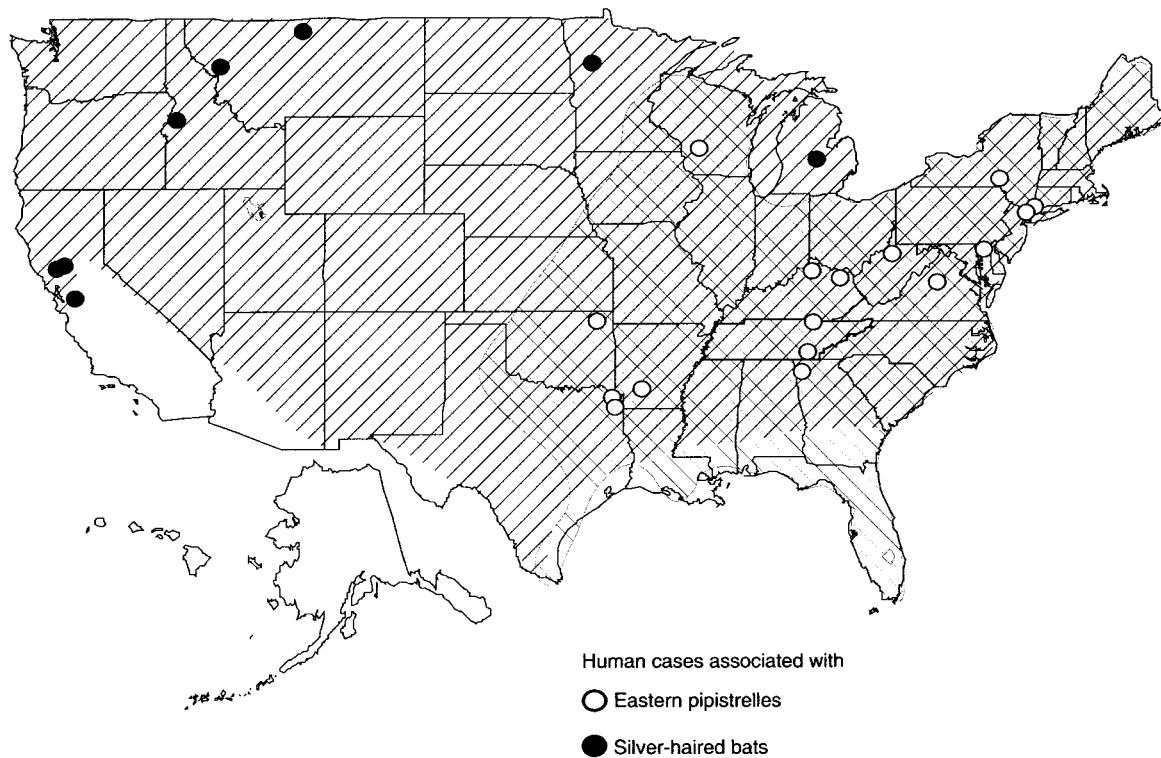 Human cases associated with
Eastern pipistrelles
Silver-haired bats